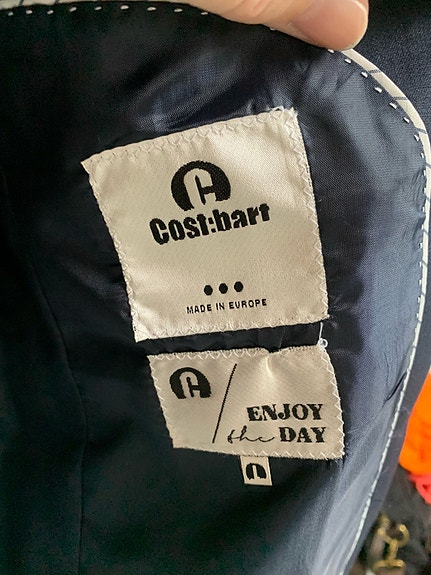 Cost:bart
MADE IN EUROPE
ENJOY
the DAY